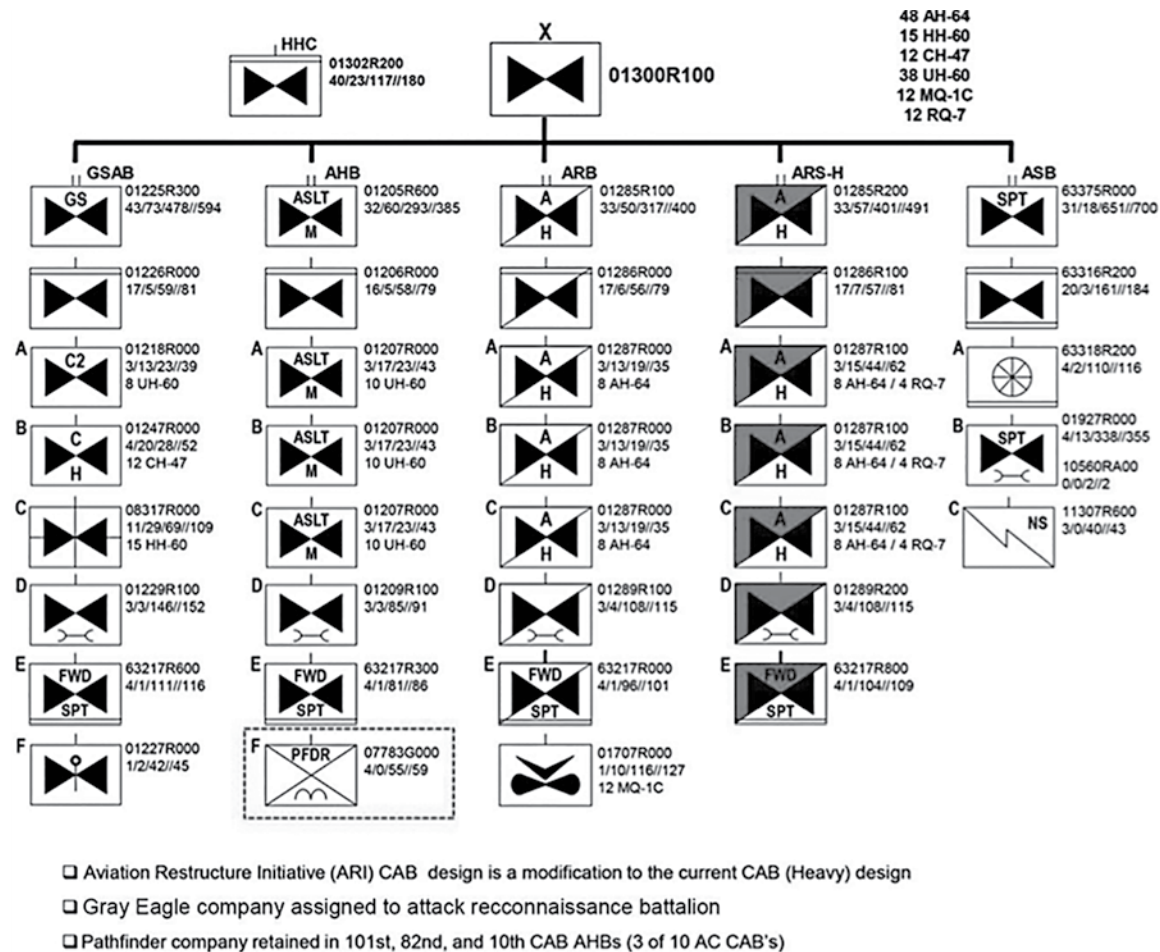 48 AH-64
15 HH-60
12 CH-47
38 UH-60
12 MQ-1C
12 RQ-7
HHC
01302R200
40/23/117//180
X
01300R100
GSAB
GS
01225R300
43/73/478//594
01226R000
17/5/59//81
A
C2
01218R000
3/13/23//39
8 UH-60
B
C
H
01247R000
4/20/28//52
12 CH-47
C
08317R000
11/29/69//109
15 HH-60
D
01229R100
3/3/146//152
E
FWD
SPT
63217R600
4/1/111//116
F
01227R000
1/2/42//45
AHB
ASLT
M
01205R600
32/60/293//385
01206R000
16/5/58//79
A
ASLT
M
01207R000
3/17/23//43
10 UH-60
B
ASLT
M
01207R000
3/17/23//43
10 UH-60
C
ASLT
M
01207R000
3/17/23//43
10 UH-60
D
01209R100
3/3/85//91
E
FWD
SPT
63217R300
4/1/81//86
F
PFDR
07783G000
4/0/55//59
ARB
A
H
01285R100
33/50/317//400
01286R000
17/6/56//79
A
A
H
01287R000
3/13/19//35
8 AH-64
B
A
H
01287R000
3/13/19//35
8 AH-64
C
A
H
01287R000
3/13/19//35
8 AH-64
D
01289R100
3/4/108//115
E
FWD
SPT
63217R000
4/1/96//101
01707R000
1/10/116//127
12 MQ-1C
ARS-H
A
H
01285R200
33/57/401//491
01286R100
17/7/57//81
A
A
H
01287R100
3/15/44//62
8 AH-64 / 4 RQ-7
B
A
H
01287R100
3/15/44//62
8 AH-64 / 4 RQ-7
C
A
H
01287R100
3/15/44//62
8 AH-64 / 4 RQ-7
D
01289R200
3/4/108//115
E
FWD
SPT
63217R800
4/1/104//109
ASB
SPT
63375R000
31/18/651//700
63316R200
20/3/161//184
A
63318R200
4/2/110//116
B
SPT
01927R000
4/13/338//355
10560RA00
0/0/2//2
C
NS
11307R600
3/0/40//43
❑ Aviation Restructure Initiative (ARI) CAB design is a modification to the current CAB (Heavy) design
❑ Gray Eagle company assigned to attack recconnaissance battalion
❑ Pathfinder company retained in 101st, 82nd, and 10th CAB AHBs (3 of 10 AC CAB's)